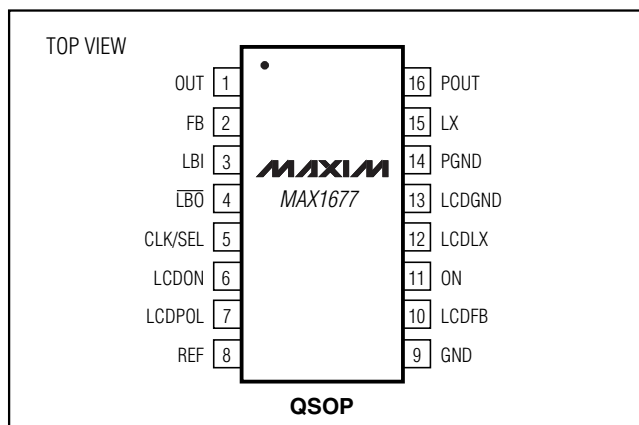 TOP VIEW
OUT 1
FB 2
LBI 3
L̅B̅O̅ 4
CLK/SEL 5
LCDON 6
LCDPOL 7
REF 8
MAXIM
MAX1677
16 POUT
15 LX
14 PGND
13 LCDGND
12 LCDLX
11 ON
10 LCDFB
9 GND
QSOP